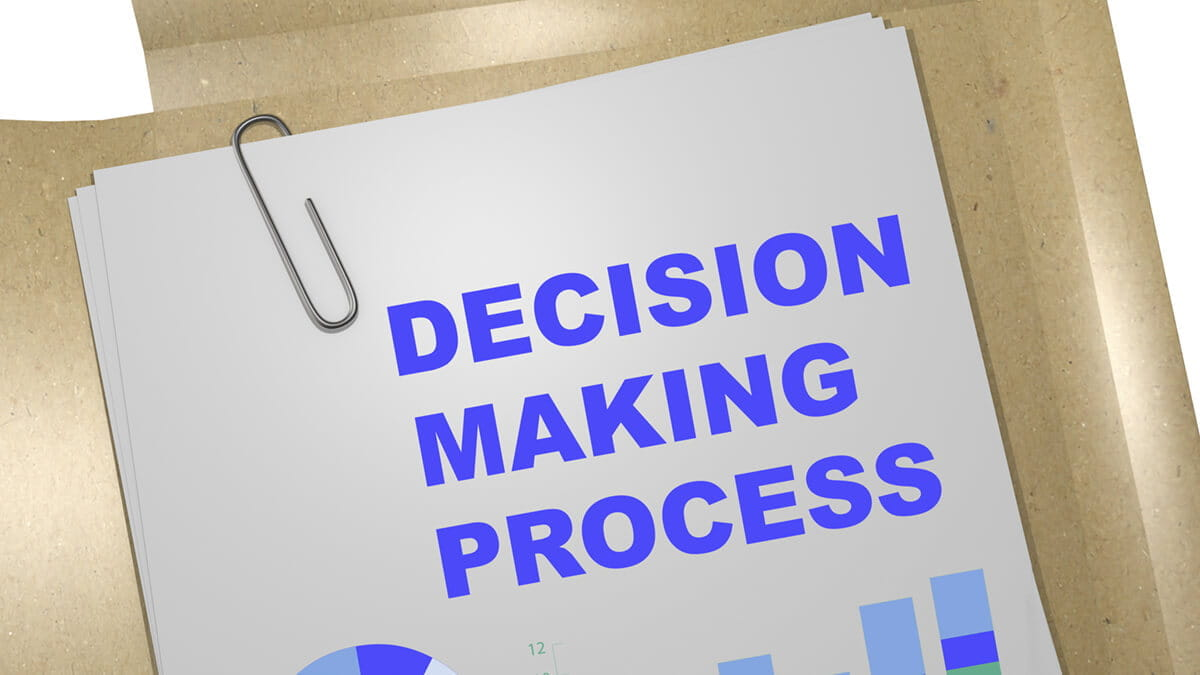 DECISION
MAKING
PROCESS
12